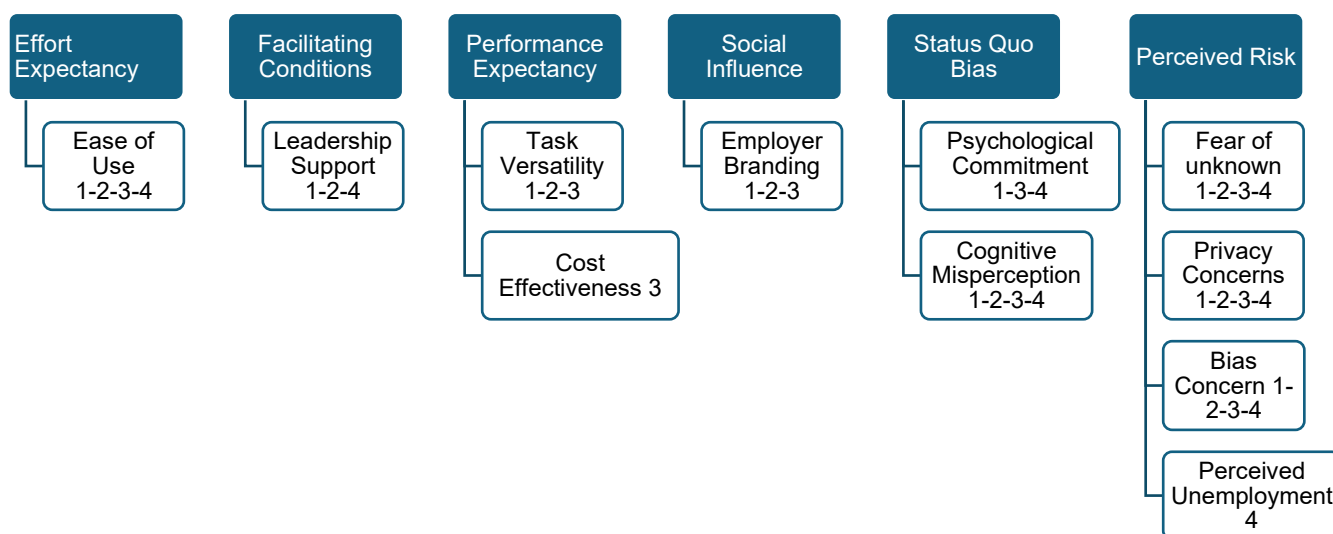 Effort
Expectancy
Ease of
Use
1-2-3-4
Facilitating
Conditions
Leadership
Support
1-2-4
Performance
Expectancy
Task
Versatility
1-2-3
Cost
Effectiveness 3
Social
Influence
Employer
Branding
1-2-3
Status Quo
Bias
Psychological
Commitment
1-3-4
Cognitive
Misperception
1-2-3-4
Perceived Risk
Fear of
unknown
1-2-3-4
Privacy
Concerns
1-2-3-4
Bias
Concern 1-
2-3-4
Perceived
Unemployment
4